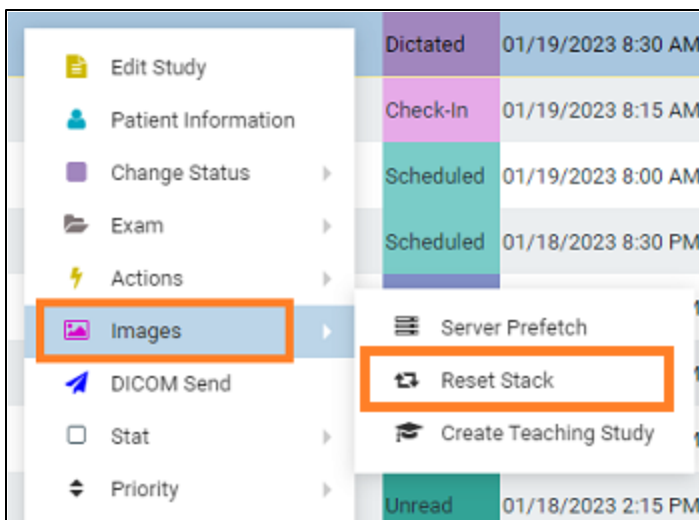 Edit Study
Patient Information
Change Status
Exam
Actions
Images
DICOM Send
Stat
Priority
Server Prefetch
Reset Stack
Create Teaching Study
Dictated 01/19/2023 8:30 AM
Check-In 01/19/2023 8:15 AM
Scheduled 01/19/2023 8:00 AM
Scheduled 01/18/2023 8:30 PM
Unread 01/18/2023 2:15 PM